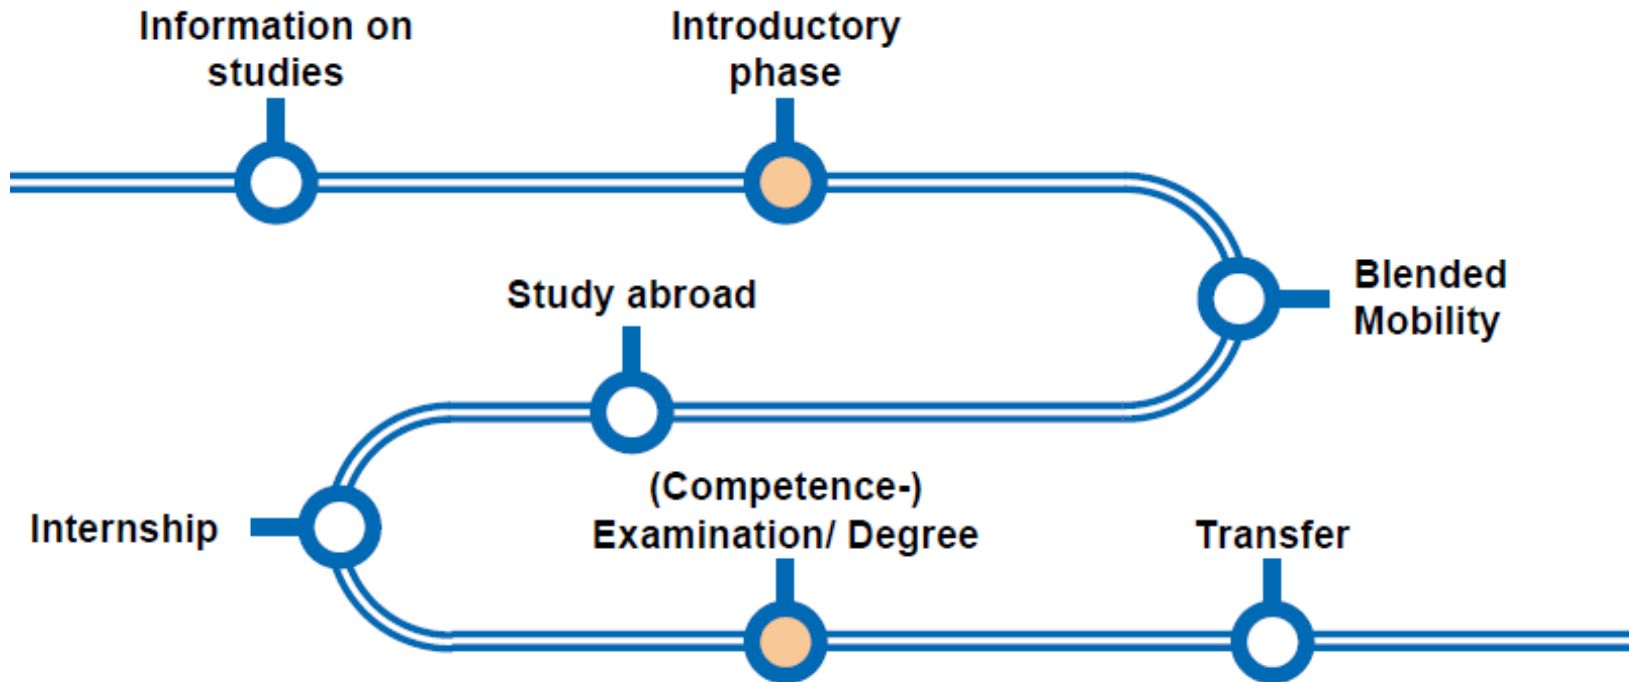 Information on
studies
Introductory
phase
Blended
Mobility
Study abroad
Internship
(Competence-)
Examination/ Degree
Transfer